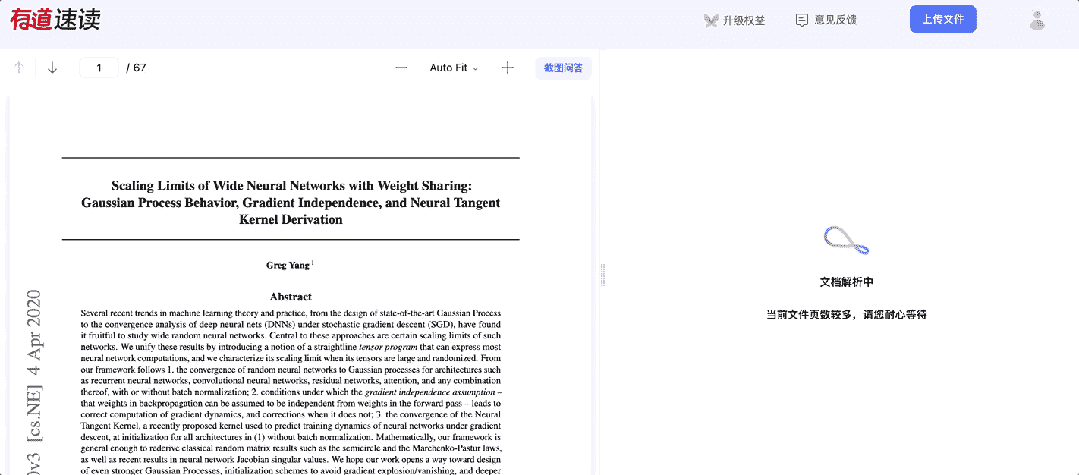 有道速读
升级权益
意见反馈
上传文件
1 / 67
Auto Fit
截图问答
Scaling Limits of Wide Neural Networks with Weight Sharing:
Gaussian Process Behavior, Gradient Independence, and Neural Tangent
Kernel Derivation
Greg Yang
Abstract
Several recent trends in machine learning theory and practice, from the design of state-of-the-art Gaussian Process
to the convergence analysis of deep neural nets (DNNs) under stochastic gradient descent (SGD), have found
it fruitful to study wide random neural networks. Central to these approaches are certain scaling limits of such
networks. We unify these results by introducing a notion of a straightline tensor program that can express most
neural network computations, and we characterize its scaling limit when its tensors are large and randomized. From
our framework follows 1. the convergence of random neural networks to Gaussian processes for architectures such
as recurrent neural networks, convolutional neural networks, residual networks, attention, and any combination
thereof, with or without batch normalization; 2. conditions under which the gradient independence assumption –
that weights in backpropagation can be assumed to be independent from weights in the forward pass – leads to
correct computation of gradient dynamics, and corrections when it does not; 3. the convergence of the Neural
Tangent Kernel, a recently proposed kernel used to predict training dynamics of neural networks under gradient
descent, at initialization for all architectures in (1) without batch normalization. Mathematically, our framework is
general enough to rederive classical random matrix results such as the semicircle and the Marchenko-Pastur laws,
as well as recent results in neural network Jacobian singular values. We hope our work opens a way toward design
of even stronger Gaussian Processes, initialization schemes to avoid gradient explosion/vanishing, and deeper
0v3 [cs.NE] 4 Apr 2020
文档解析中
当前文件页数较多，请您耐心等待